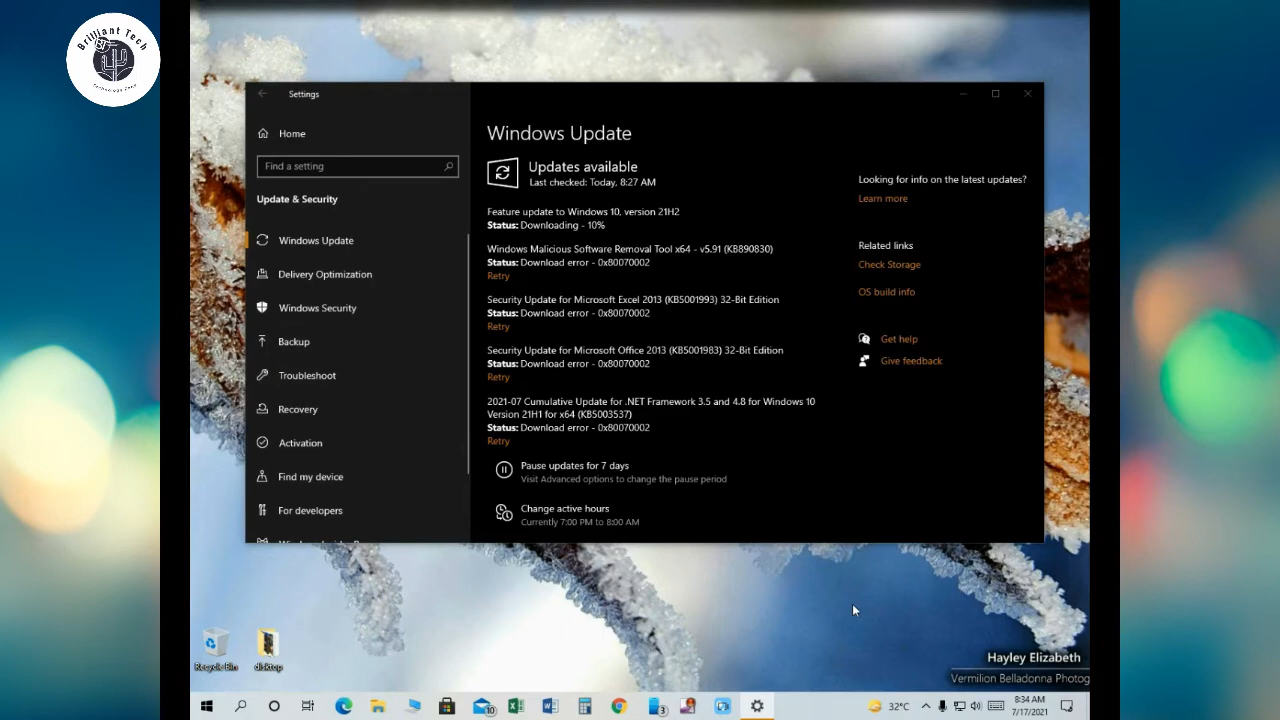 Brilliant Tech
Technology Zone
Settings
Home
Find a setting
Update & Security
Windows Update
Delivery Optimization
Windows Security
Backup
Troubleshoot
Recovery
Activation
Find my device
For developers
Windows Update
Updates available
Last checked: Today, 8:27 AM
Feature update to Windows 10, version 21H2
Status: Downloading - 10%
Windows Malicious Software Removal Tool x64 - v5.91 (KB890830)
Status: Download error - 0x80070002
Retry
Security Update for Microsoft Excel 2013 (KB5001993) 32-Bit Edition
Status: Download error - 0x80070002
Retry
Security Update for Microsoft Office 2013 (KB5001983) 32-Bit Edition
Status: Download error - 0x80070002
Retry
2021-07 Cumulative Update for .NET Framework 3.5 and 4.8 for Windows 10
Version 21H1 for x64 (KB5003537)
Status: Download error - 0x80070002
Retry
Pause updates for 7 days
Visit Advanced options to change the pause period
Change active hours
Currently 7:00 PM to 8:00 AM
Looking for info on the latest updates?
Learn more
Related links
Check Storage
OS build info
Get help
Give feedback
Recycle Bin
disktop
Hayley Elizabeth
Vermilion Belladonna Photog
10
3
32°C
8:34 AM
7/17/2021